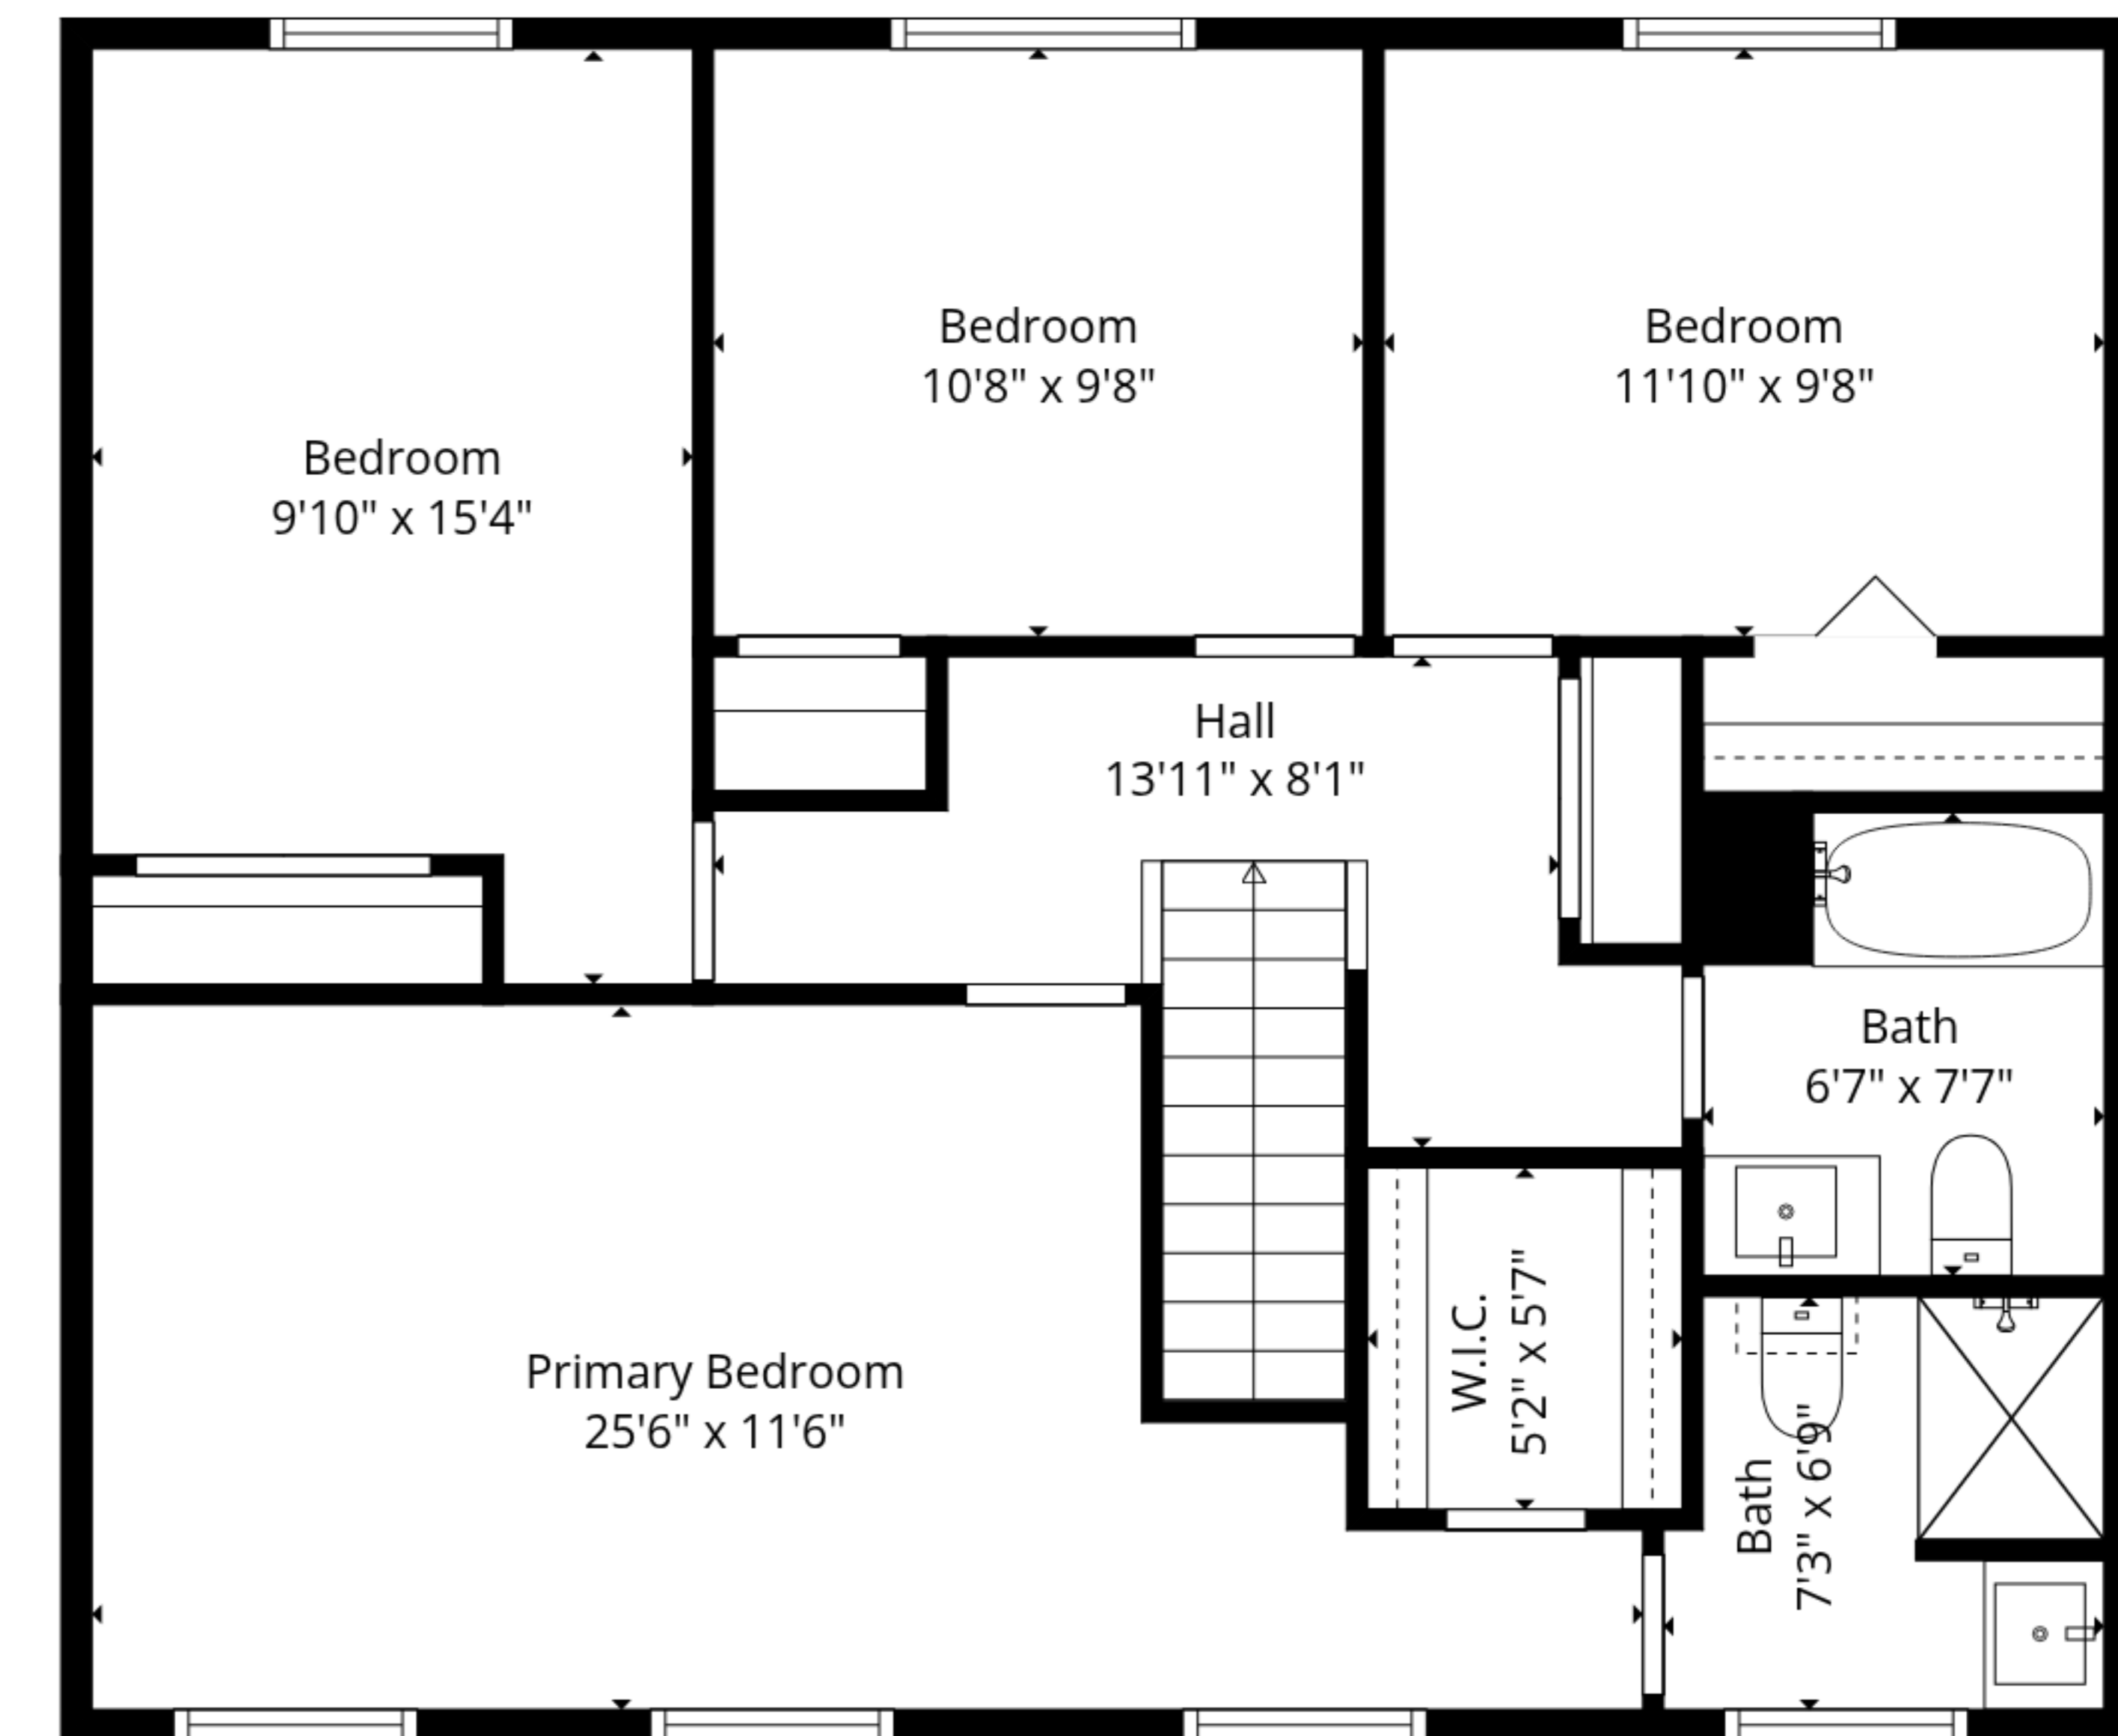 Bedroom
10'8" x 9'8"
Bedroom
11'10" x 9'8"
Bedroom
9'10" x 15'4"
Hall
13'11" x 8'1"
Bath
6'7" x 7'7"
W.I.C.
5'2" x 5'7"
Primary Bedroom
25'6" x 11'6"
Bath
7'3" x 6'9"